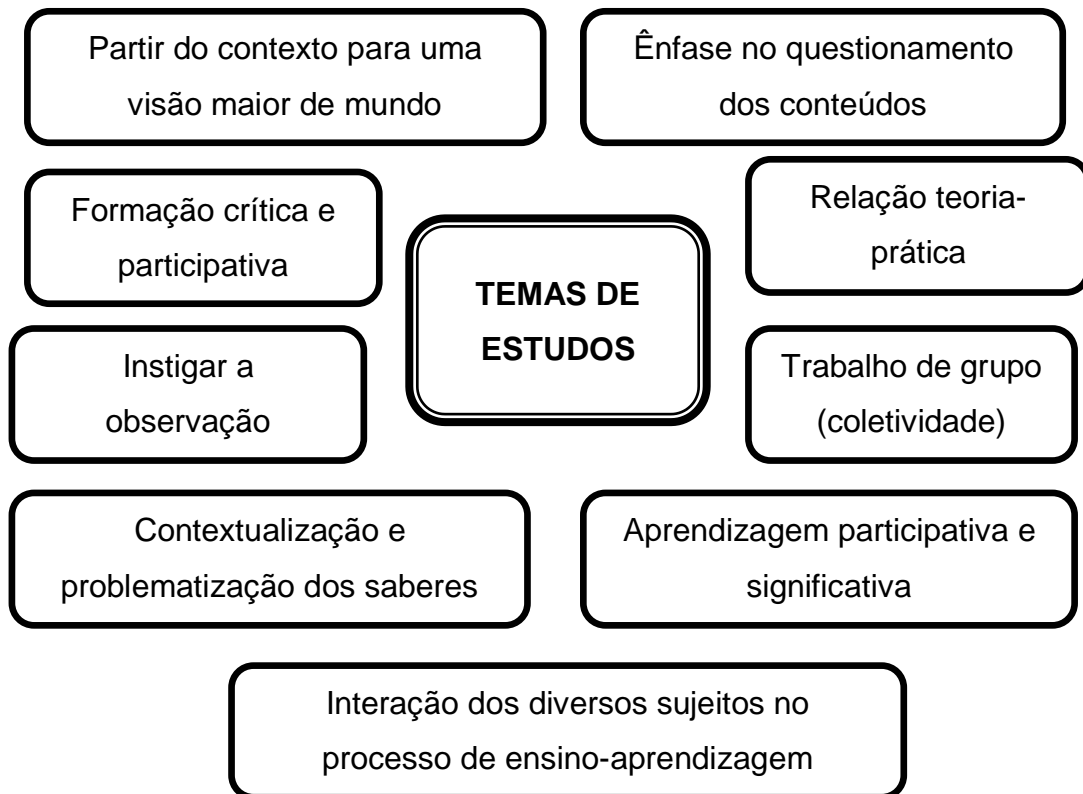 Partir do contexto para uma
visão maior de mundo
Ênfase no questionamento
dos conteúdos
Formação crítica e
participativa
Relação teoria-
prática
TEMAS DE
ESTUDOS
Instigar a
observação
Trabalho de grupo
(coletividade)
Contextualização e
problematização dos saberes
Aprendizagem participativa e
significativa
Interação dos diversos sujeitos no
processo de ensino-aprendizagem